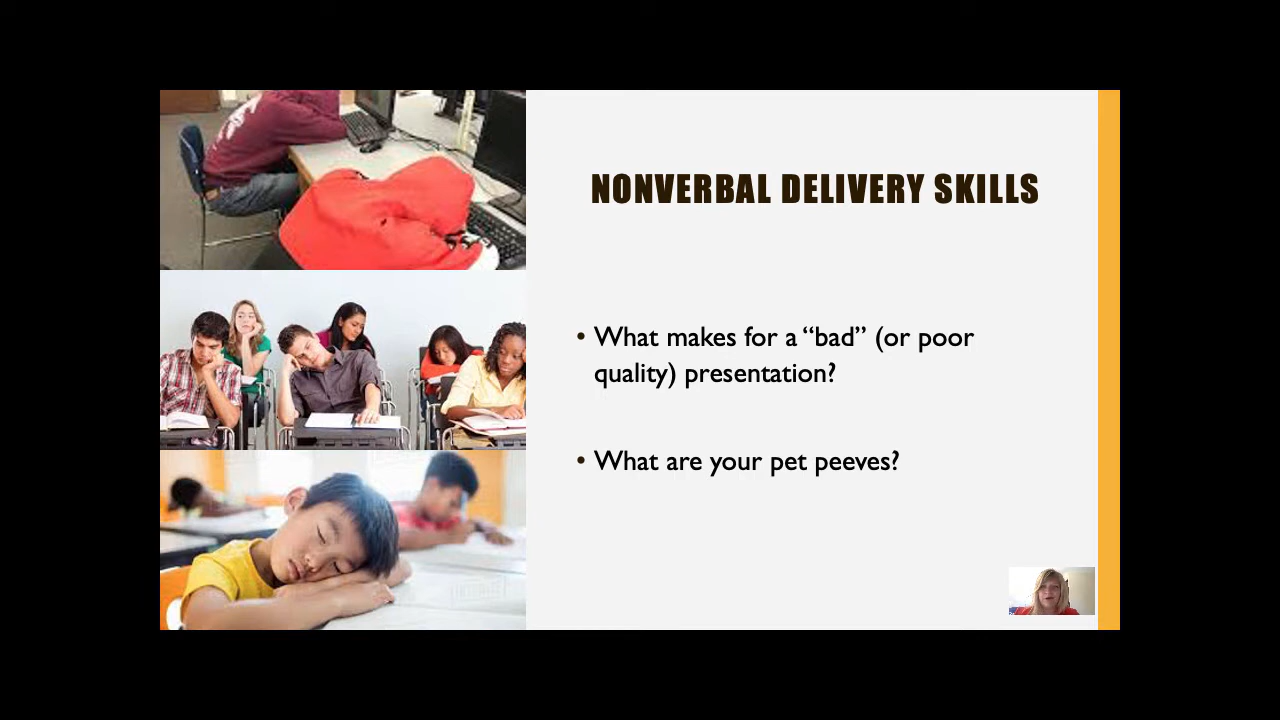 NONVERBAL DELIVERY SKILLS
• What makes for a “bad” (or poor
quality) presentation?
• What are your pet peeves?